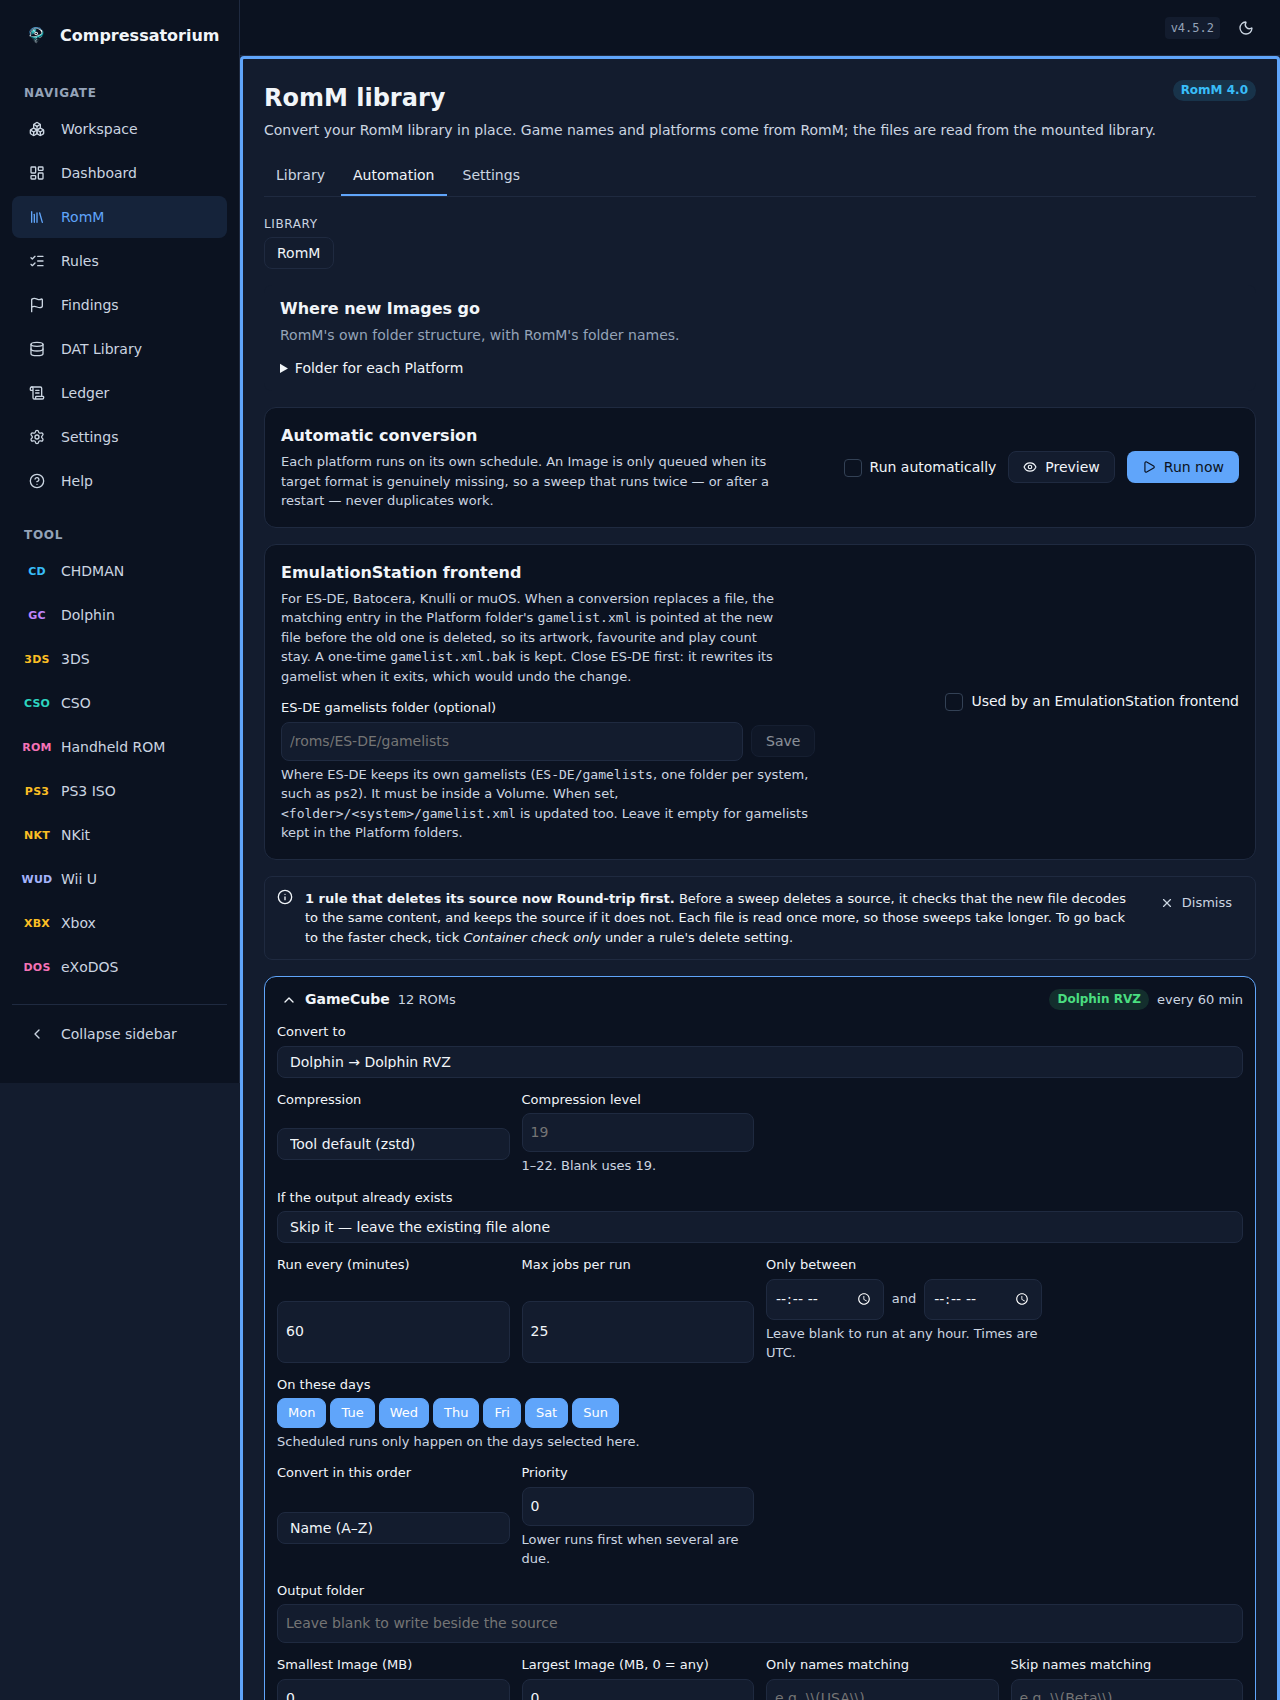 Compressatorium
v4.5.2
NAVIGATE
Workspace
Dashboard
RomM
Rules
Findings
DAT Library
Ledger
Settings
Help
TOOL
CD CHDMAN
GC Dolphin
3DS 3DS
CSO CSO
ROM Handheld ROM
PS3 PS3 ISO
NKT NKit
WUD Wii U
XBX Xbox
DOS eXoDOS
Collapse sidebar
RomM library
RomM 4.0
Convert your RomM library in place. Game names and platforms come from RomM; the files are read from the mounted library.
Library Automation Settings
LIBRARY
RomM
Where new Images go
RomM's own folder structure, with RomM's folder names.
Folder for each Platform
Automatic conversion
Each platform runs on its own schedule. An Image is only queued when its
target format is genuinely missing, so a sweep that runs twice — or after a
restart — never duplicates work.
Run automatically Preview Run now
EmulationStation frontend
For ES-DE, Batocera, Knulli or muOS. When a conversion replaces a file, the
matching entry in the Platform folder's gamelist.xml is pointed at the new
file before the old one is deleted, so its artwork, favourite and play count
stay. A one-time gamelist.xml.bak is kept. Close ES-DE first: it rewrites its
gamelist when it exits, which would undo the change.
ES-DE gamelists folder (optional)
/roms/ES-DE/gamelists Save
Where ES-DE keeps its own gamelists (ES-DE/gamelists, one folder per system,
such as ps2). It must be inside a Volume. When set,
<folder>/<system>/gamelist.xml is updated too. Leave it empty for gamelists
kept in the Platform folders.
Used by an EmulationStation frontend
1 rule that deletes its source now Round-trip first. Before a sweep deletes a source, it checks that the new file decodes
to the same content, and keeps the source if it does not. Each file is read once more, so those sweeps take longer. To go back
to the faster check, tick Container check only under a rule's delete setting.
Dismiss
GameCube 12 ROMs
Dolphin RVZ every 60 min
Convert to
Dolphin → Dolphin RVZ
Compression Compression level
Tool default (zstd) 19
1–22. Blank uses 19.
If the output already exists
Skip it — leave the existing file alone
Run every (minutes) Max jobs per run Only between
60 25 --:-- -- and --:-- --
Leave blank to run at any hour. Times are
UTC.
On these days
Mon Tue Wed Thu Fri Sat Sun
Scheduled runs only happen on the days selected here.
Convert in this order Priority
Name (A–Z) 0
Lower runs first when several are
due.
Output folder
Leave blank to write beside the source
Smallest Image (MB) Largest Image (MB, 0 = any) Only names matching Skip names matching
0 0 e.g. \\(USA\\) e.g. \\(Beta\\)